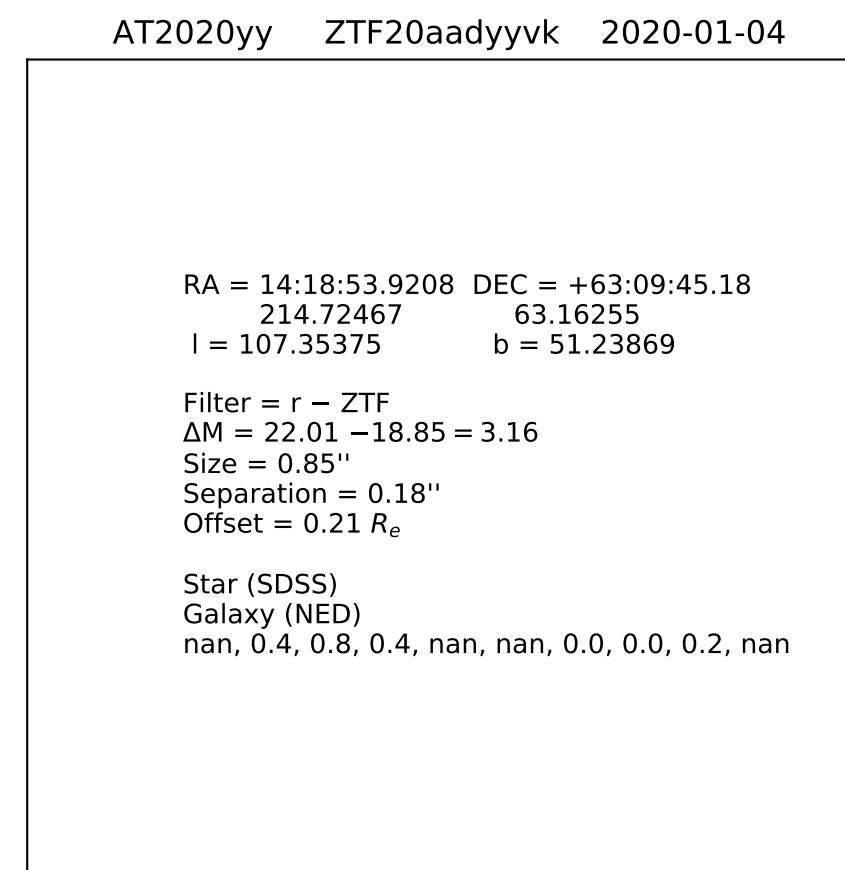 AT2020yy ZTF20aadyyvk 2020-01-04
RA = 14:18:53.9208 DEC = +63:09:45.18
214.72467 63.16255
l = 107.35375 b = 51.23869
Filter = r − ZTF
ΔM = 22.01 −18.85 = 3.16
Size = 0.85''
Separation = 0.18''
Offset = 0.21 Re
Star (SDSS)
Galaxy (NED)
nan, 0.4, 0.8, 0.4, nan, nan, 0.0, 0.0, 0.2, nan